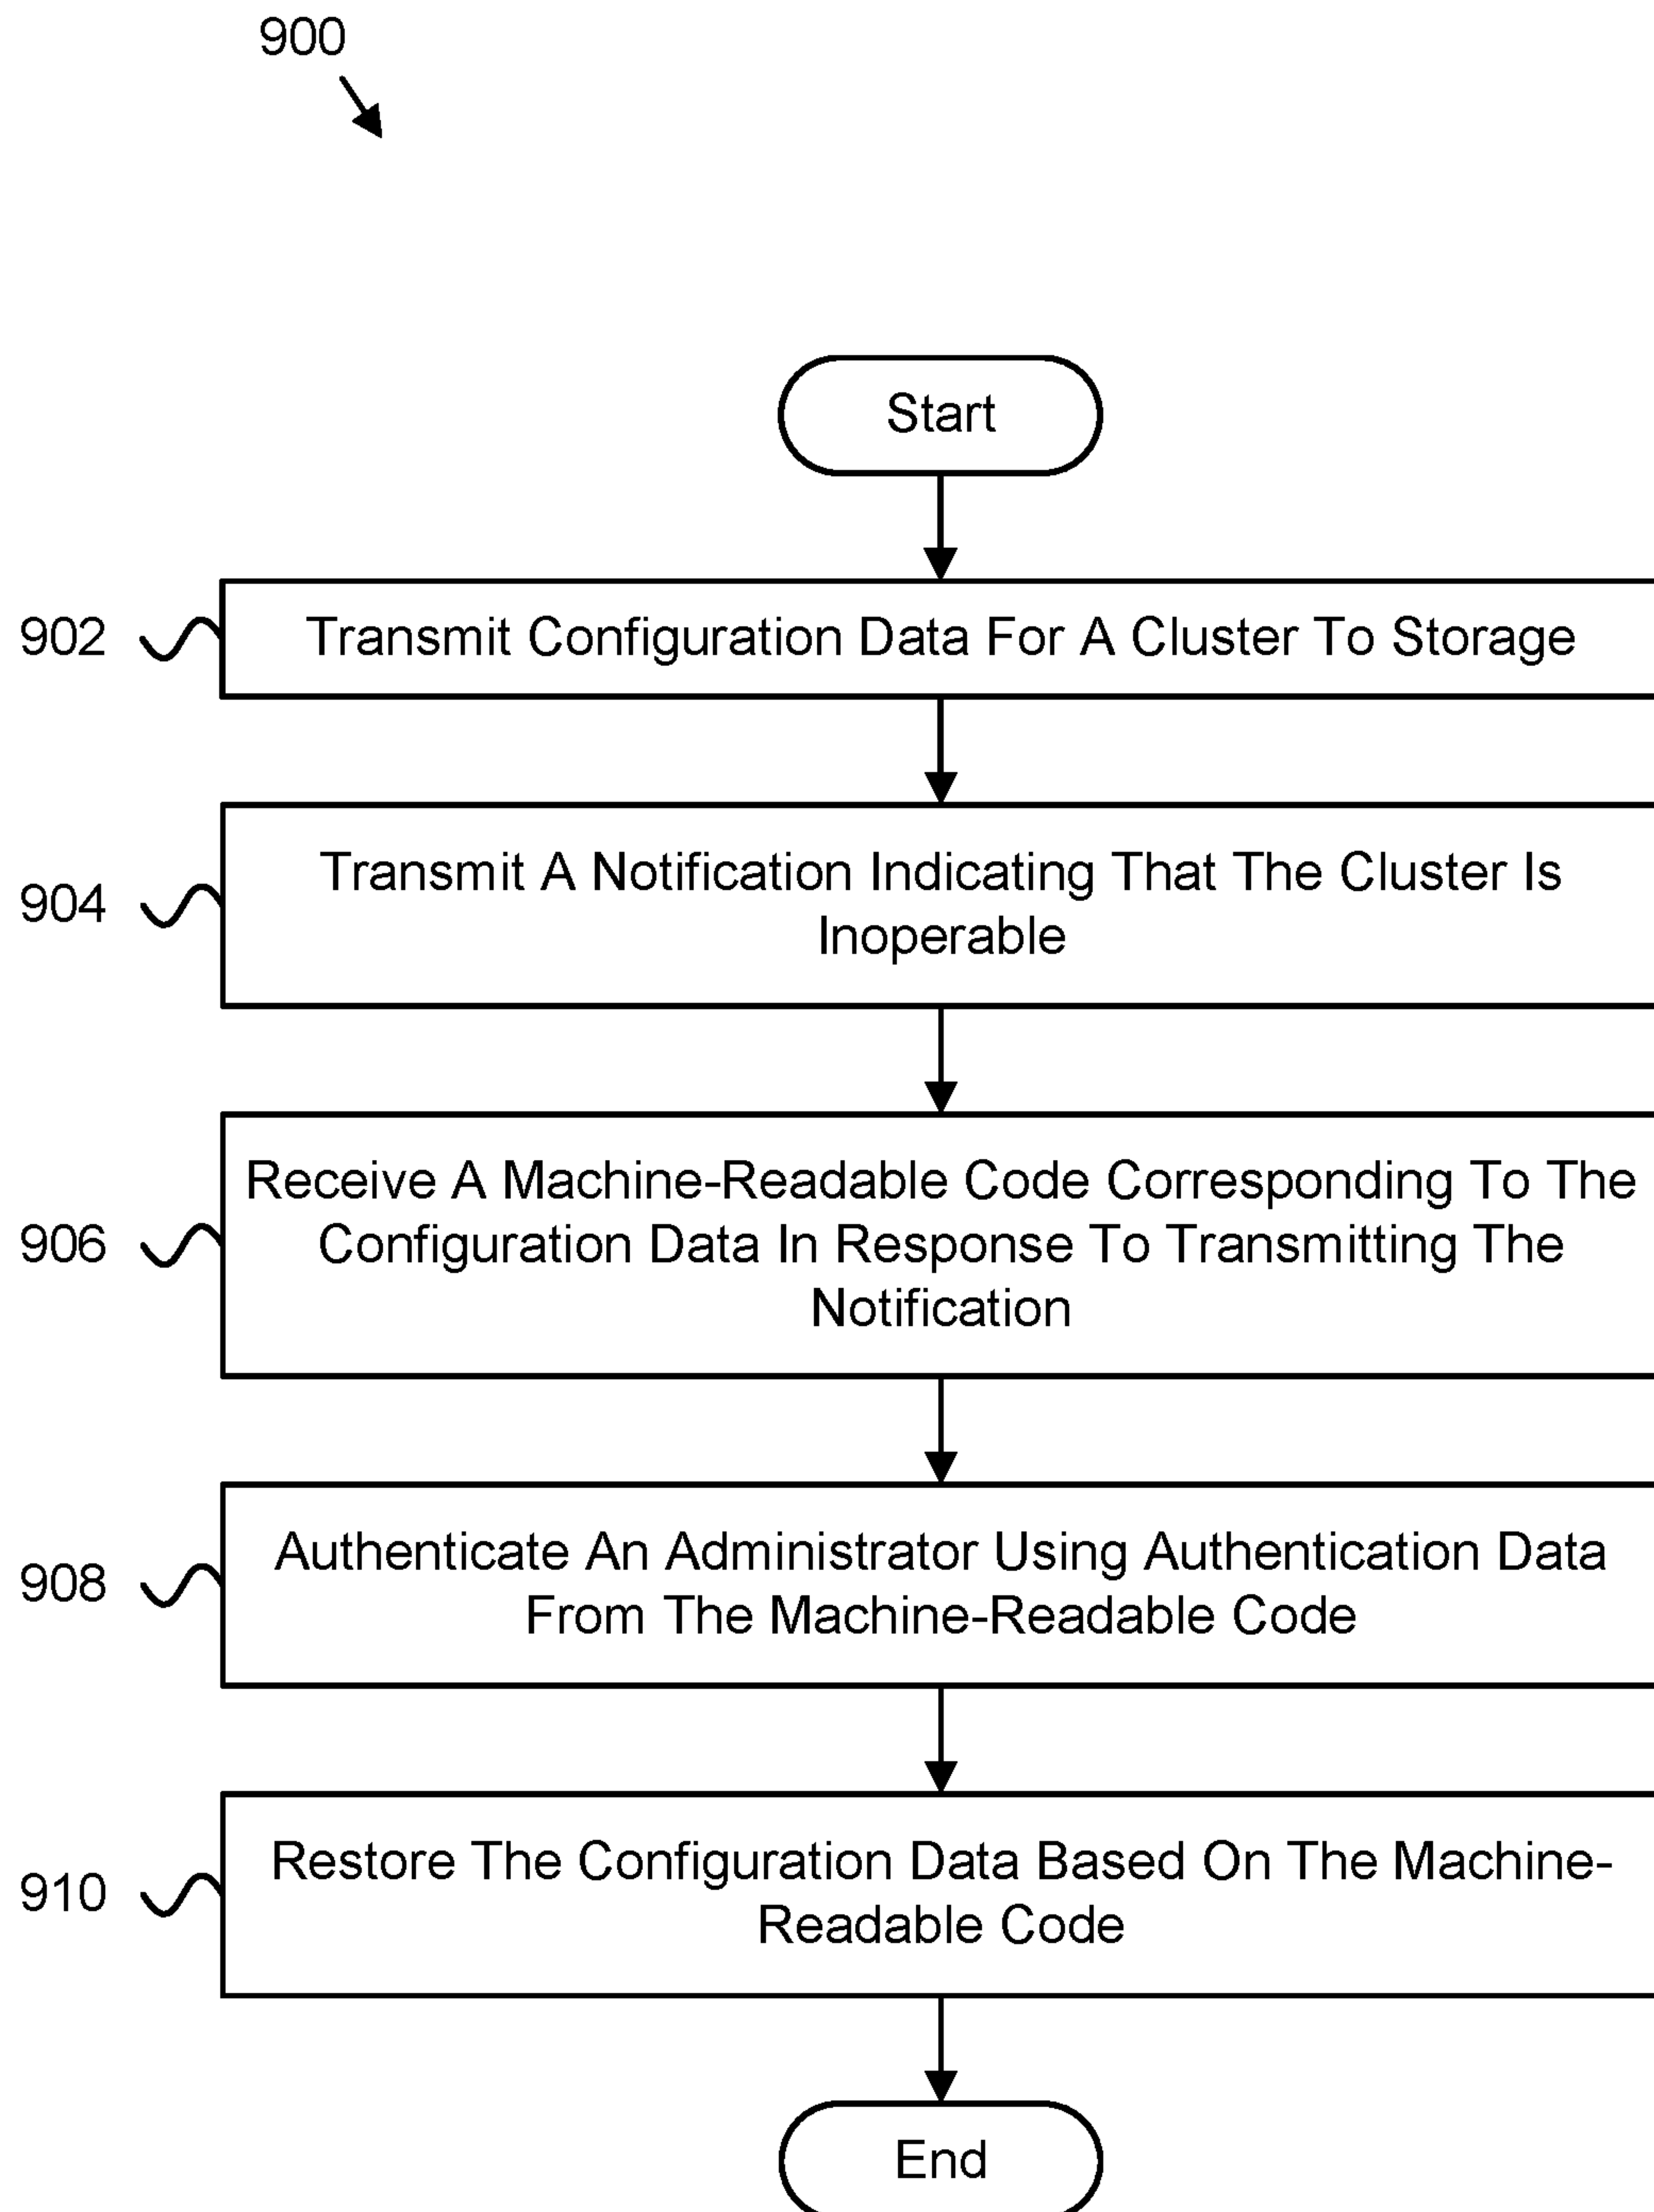 900
Start
902
Transmit Configuration Data For A Cluster To Storage
904
Transmit A Notification Indicating That The Cluster Is
Inoperable
906
Receive A Machine-Readable Code Corresponding To The
Configuration Data In Response To Transmitting The
Notification
908
Authenticate An Administrator Using Authentication Data
From The Machine-Readable Code
910
Restore The Configuration Data Based On The Machine-
Readable Code
End